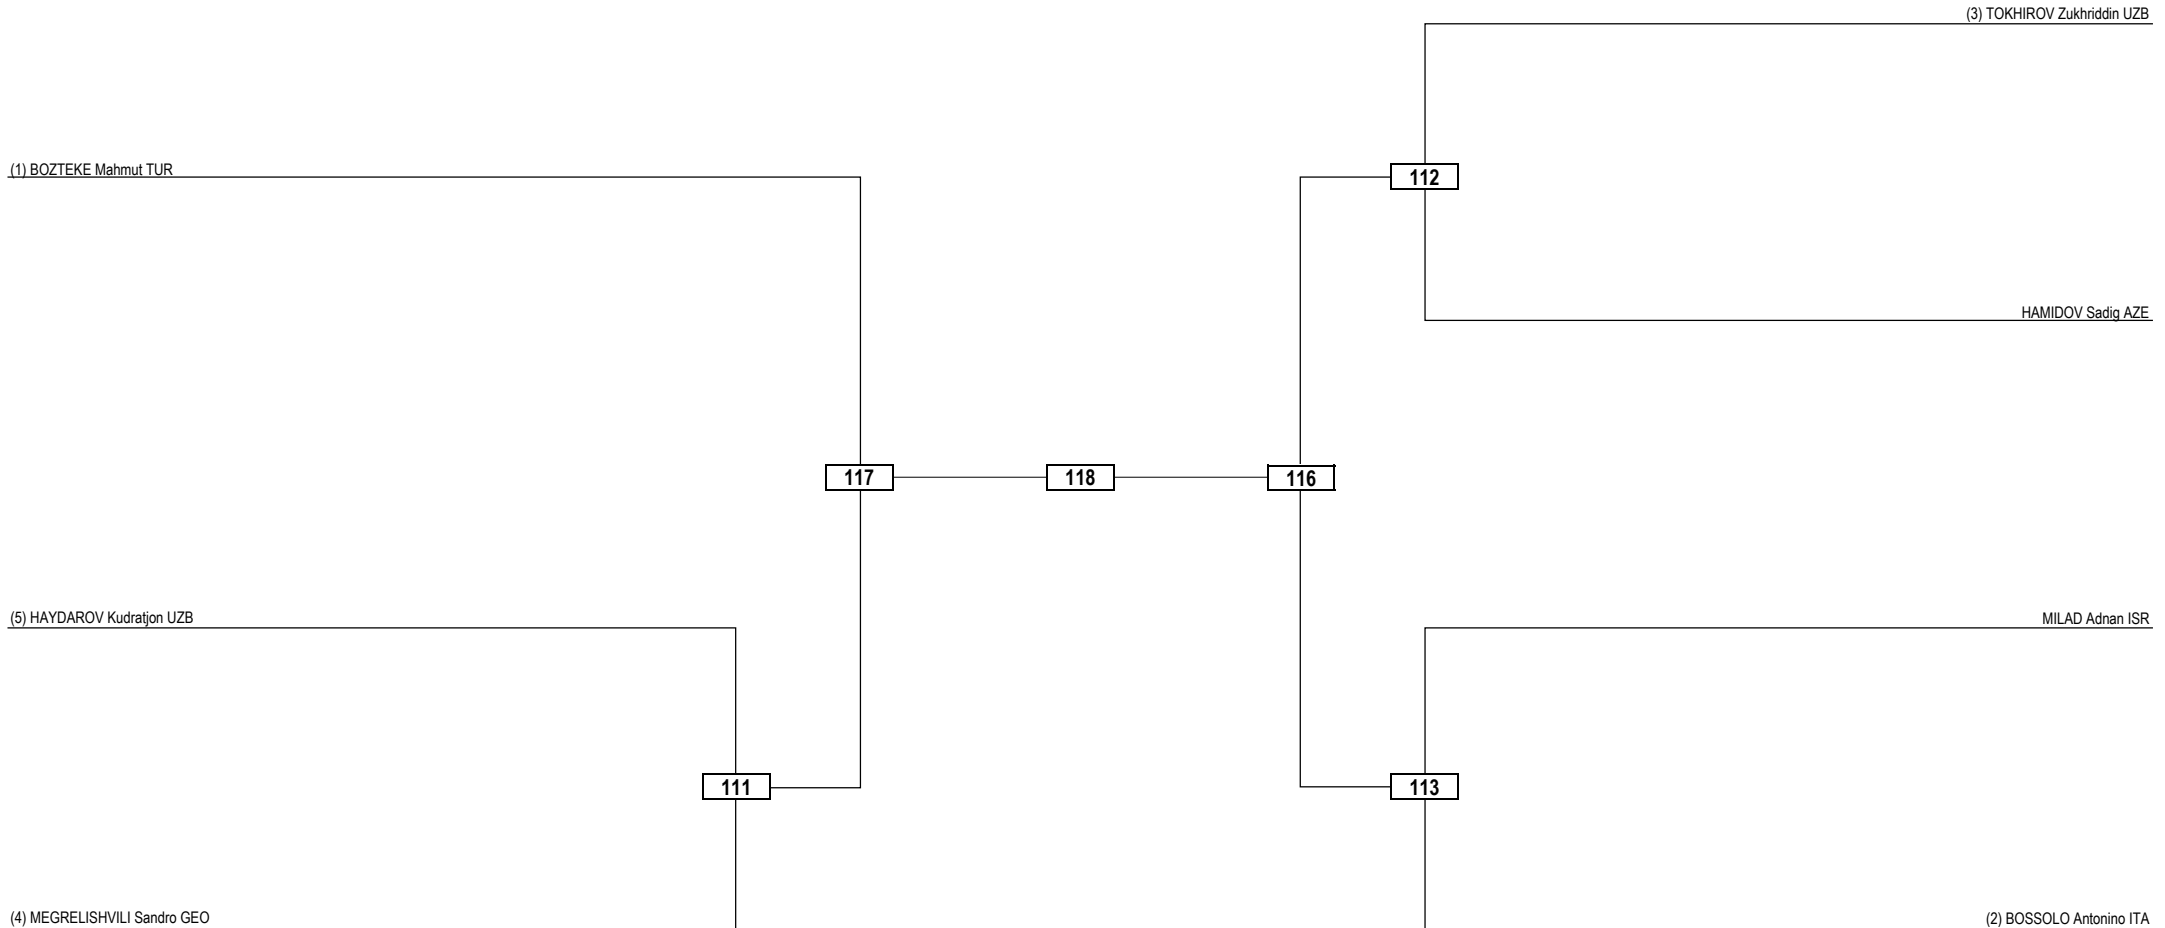 (3) TOKHIROV Zukhriddin UZB
(1) BOZTEKE Mahmut TUR
112
HAMIDOV Sadig AZE
117
118
116
(5) HAYDAROV Kudratjon UZB
MILAD Adnan ISR
111
113
(4) MEGRELISHVILI Sandro GEO
(2) BOSSOLO Antonino ITA